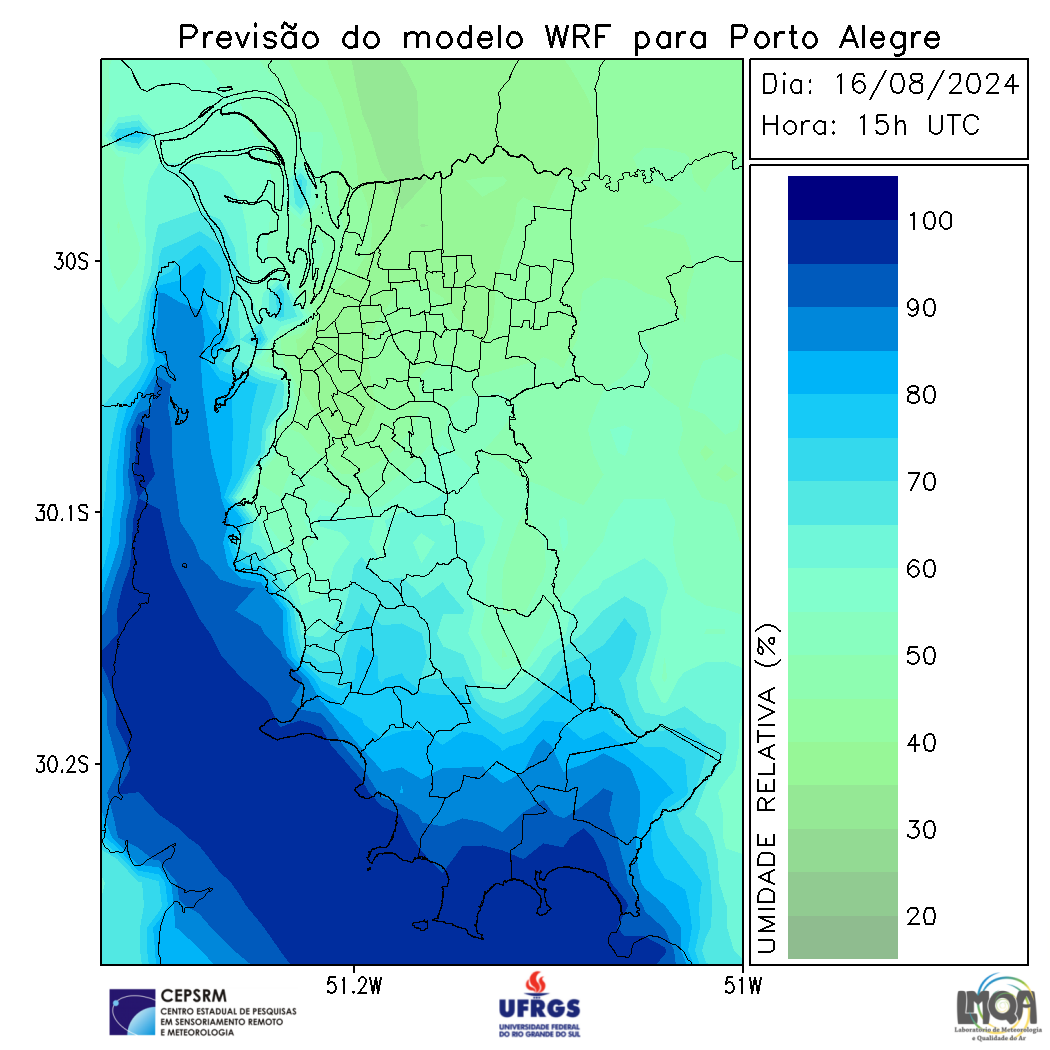 Previsão do modelo WRF para Porto Alegre
Dia: 16/08/2024
Hora: 15h UTC
30S
30.1S
30.2S
51.2W
51W
100
90
80
70
60
50
40
30
20
UMIDADE RELATIVA (%)
CEPSRM
CENTRO ESTADUAL DE PESQUISAS
EM SENSORIAMENTO REMOTO
E METEOROLOGIA
UFRGS
UNIVERSIDADE FEDERAL
DO RIO GRANDE DO SUL
LMQA
Laboratório de Meteorologia
e Qualidade do Ar